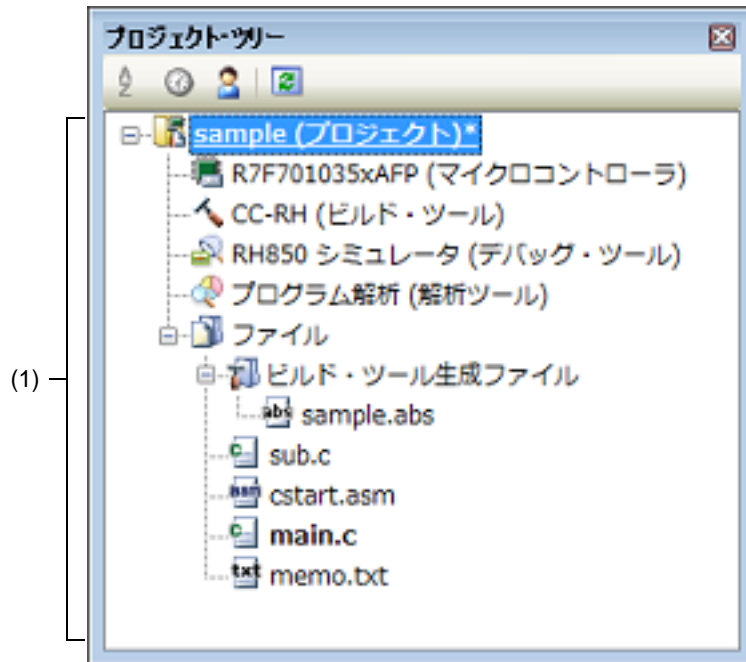 プロジェクト・ツリー
sample (プロジェクト)*
R7F701035xAFP (マイクロコントローラ)
CC-RH (ビルド・ツール)
RH850 シミュレータ (デバッグ・ツール)
プログラム解析 (解析ツール)
ファイル
(1)
ビルド・ツール生成ファイル
abs sample.abs
c sub.c
asm cstart.asm
c main.c
txt memo.txt